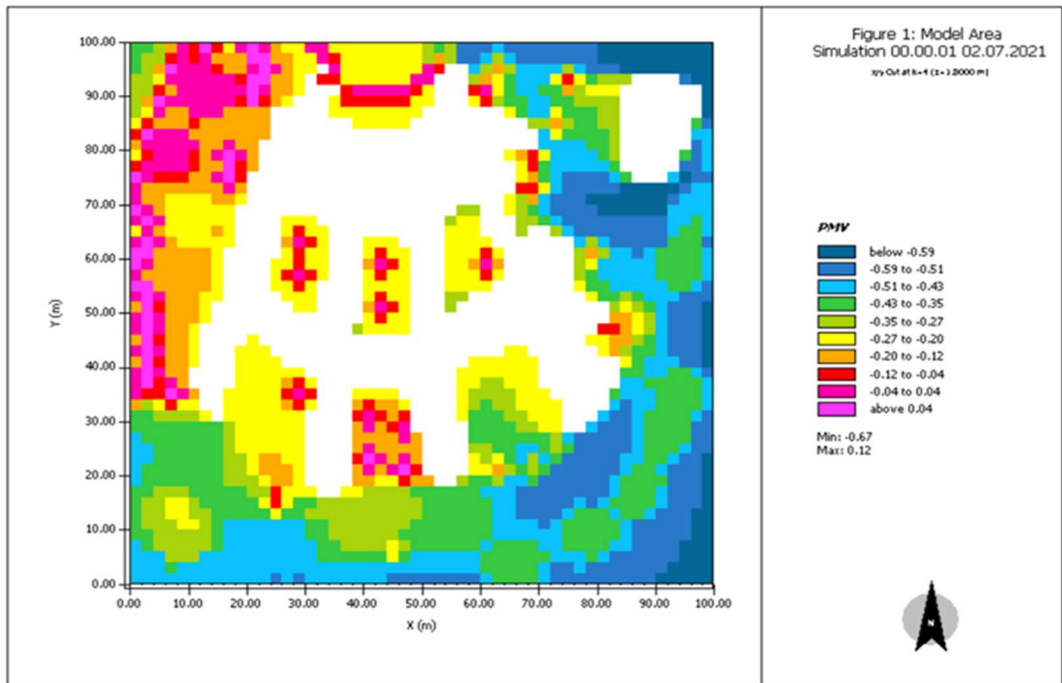 Figure 1: Model Area
Simulation 00.00.01 02.07.2021
x/y Cut at k=4 (z=1.8000 m)
100.00
90.00
80.00
70.00
60.00
50.00
40.00
30.00
20.00
10.00
0.00
Y (m)
0.00 10.00 20.00 30.00 40.00 50.00 60.00 70.00 80.00 90.00 100.00
X (m)
PMV
below -0.59
-0.59 to -0.51
-0.51 to -0.43
-0.43 to -0.35
-0.35 to -0.27
-0.27 to -0.20
-0.20 to -0.12
-0.12 to -0.04
-0.04 to 0.04
above 0.04
Min: -0.67
Max: 0.12
N